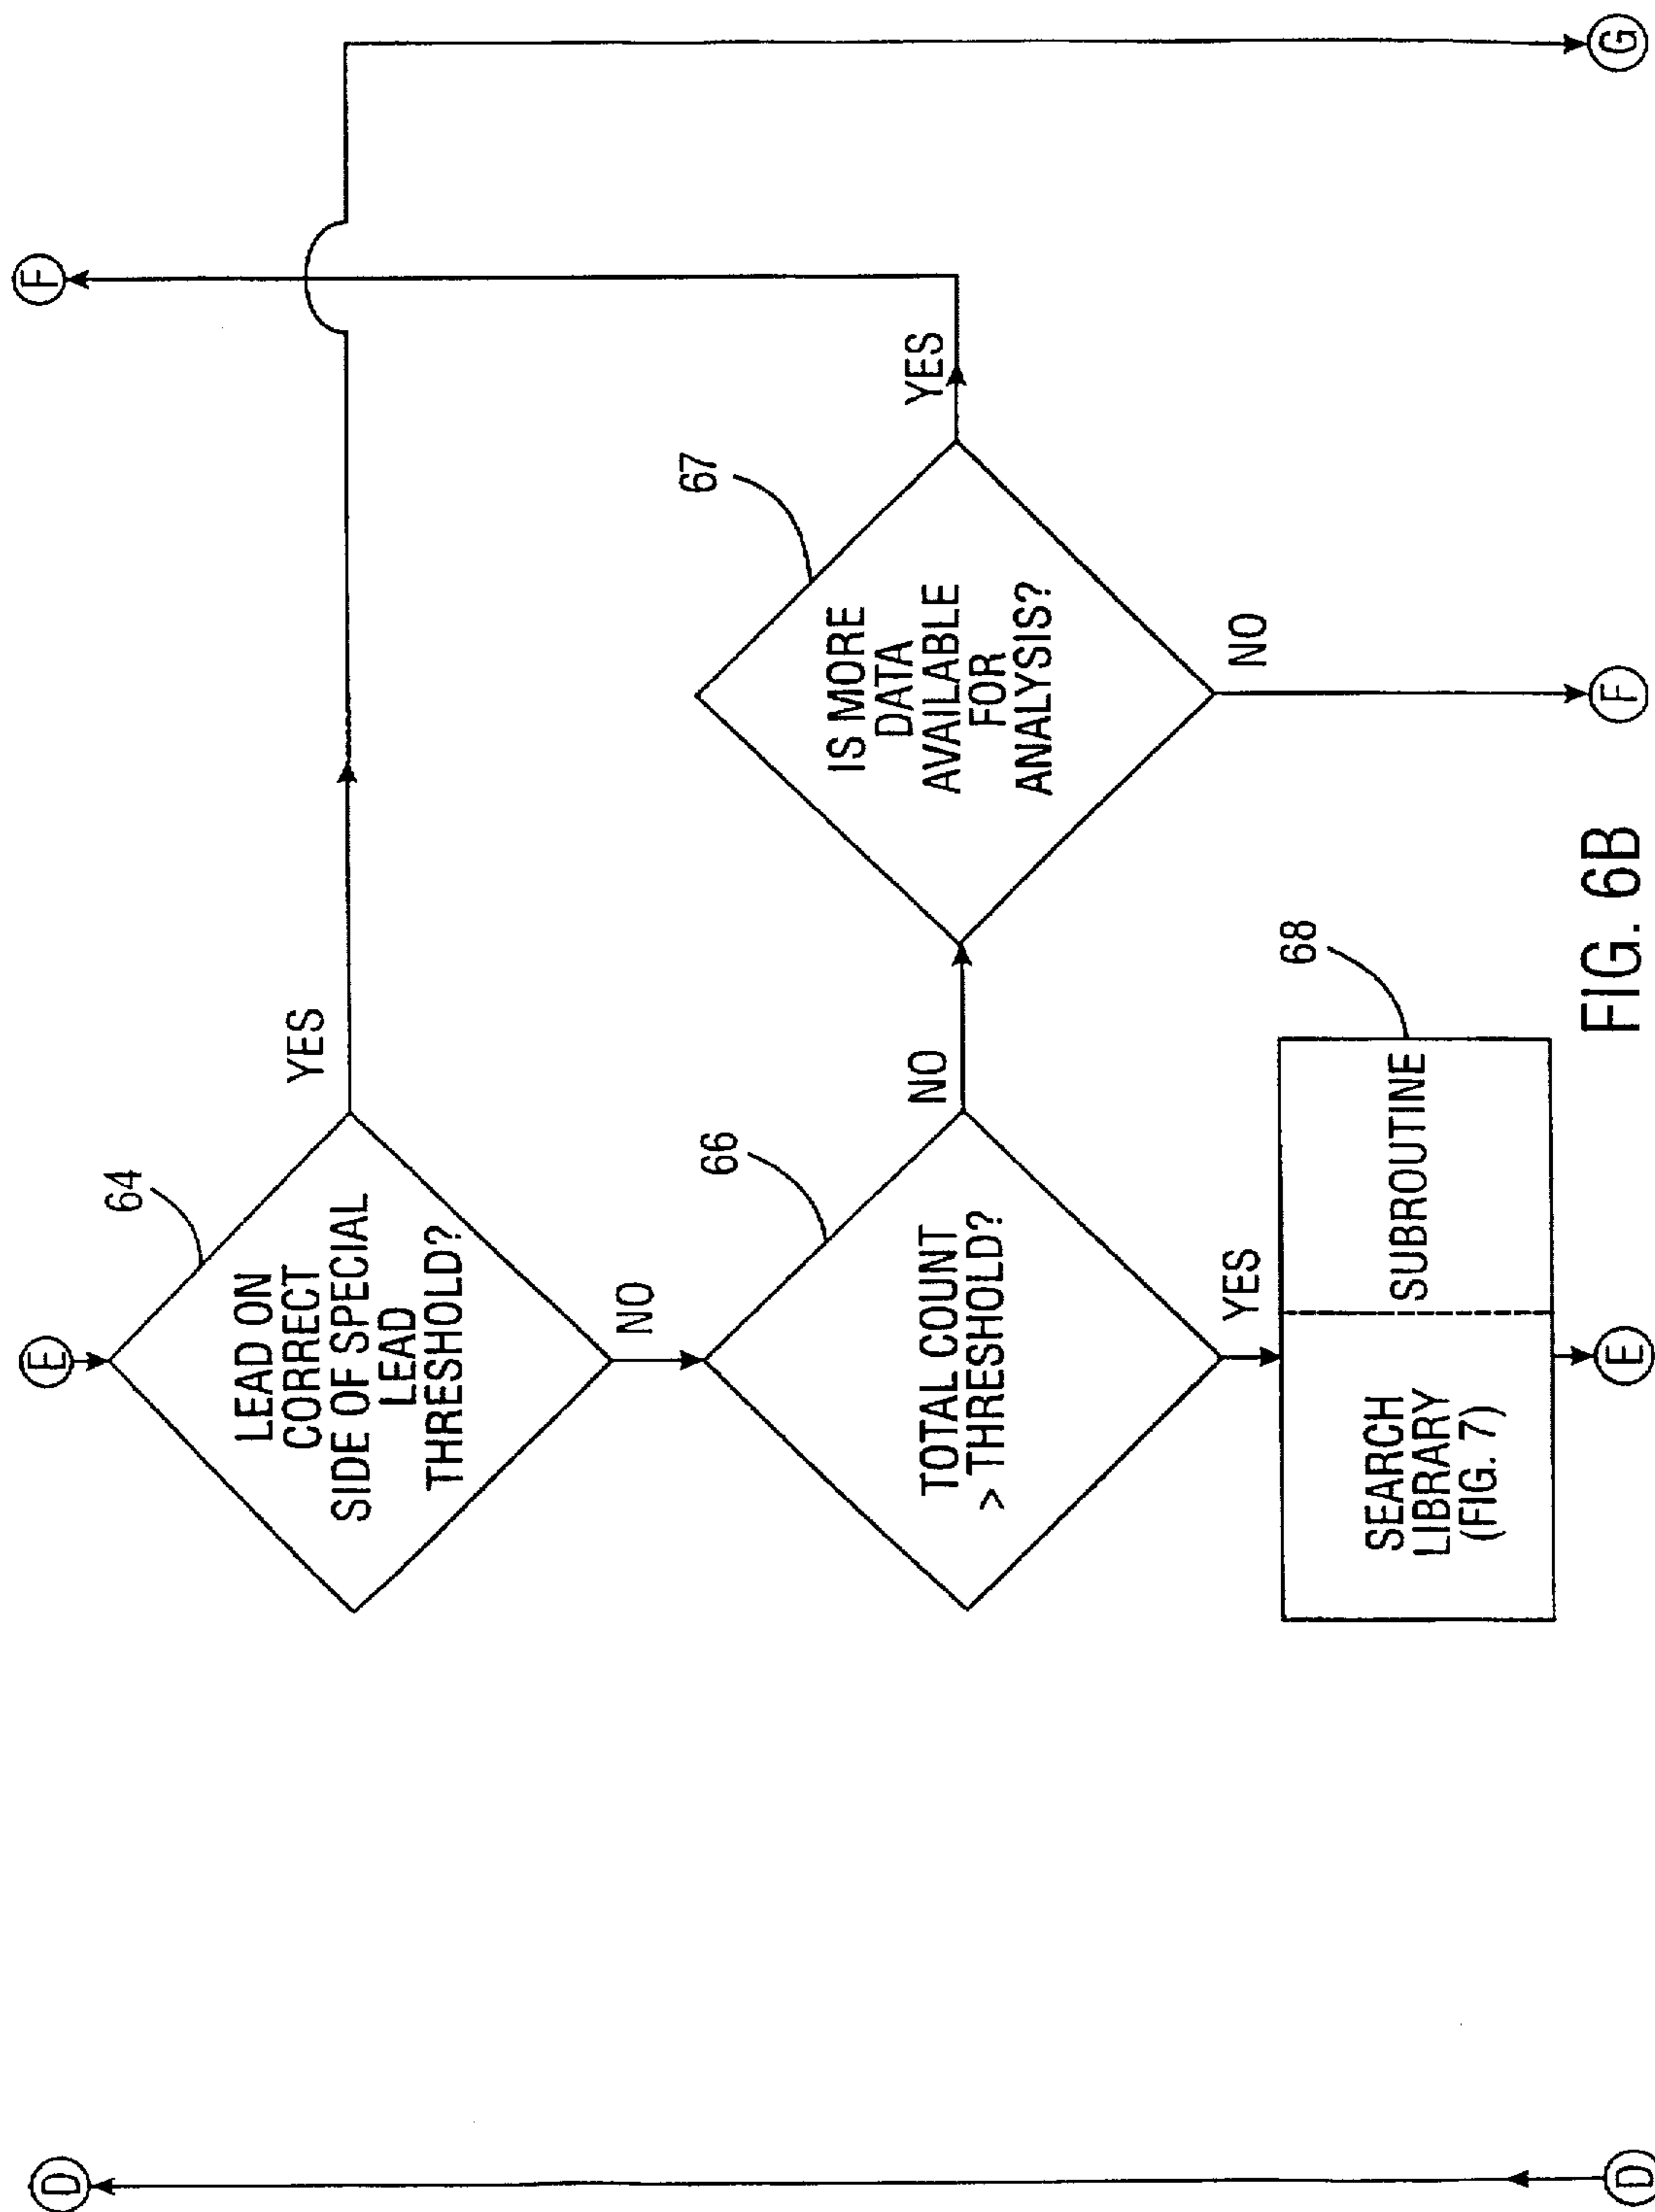 D
E
F
64
LEAD ON
CORRECT
SIDE OF SPECIAL
LEAD
THRESHOLD?
YES
NO
66
TOTAL COUNT
> THRESHOLD?
NO
67
IS MORE
DATA
AVAILABLE
FOR
ANALYSIS?
YES
NO
YES
68
SEARCH
LIBRARY
(FIG. 7)
SUBROUTINE
D
E
F
G
FIG. 6B